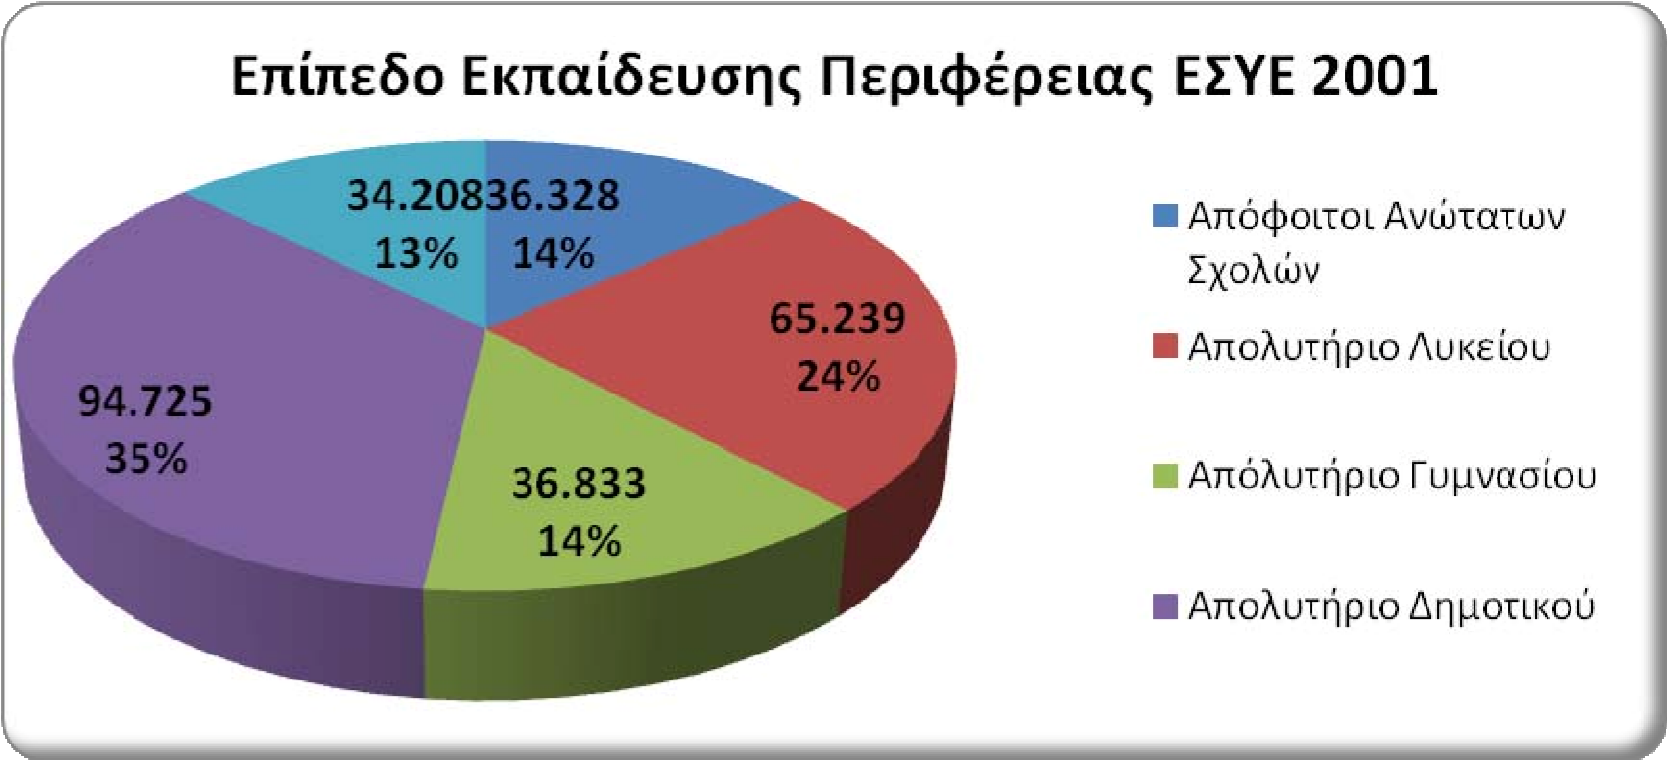 Επίπεδο Εκπαίδευσης Περιφέρειας ΕΣΥΕ 2001
34.208
13%
36.328
14%
65.239
24%
94.725
35%
36.833
14%
Απόφοιτοι Ανώτατων
Σχολών
Απολυτήριο Λυκείου
Απόλυτήριο Γυμνασίου
Απολυτήριο Δημοτικού